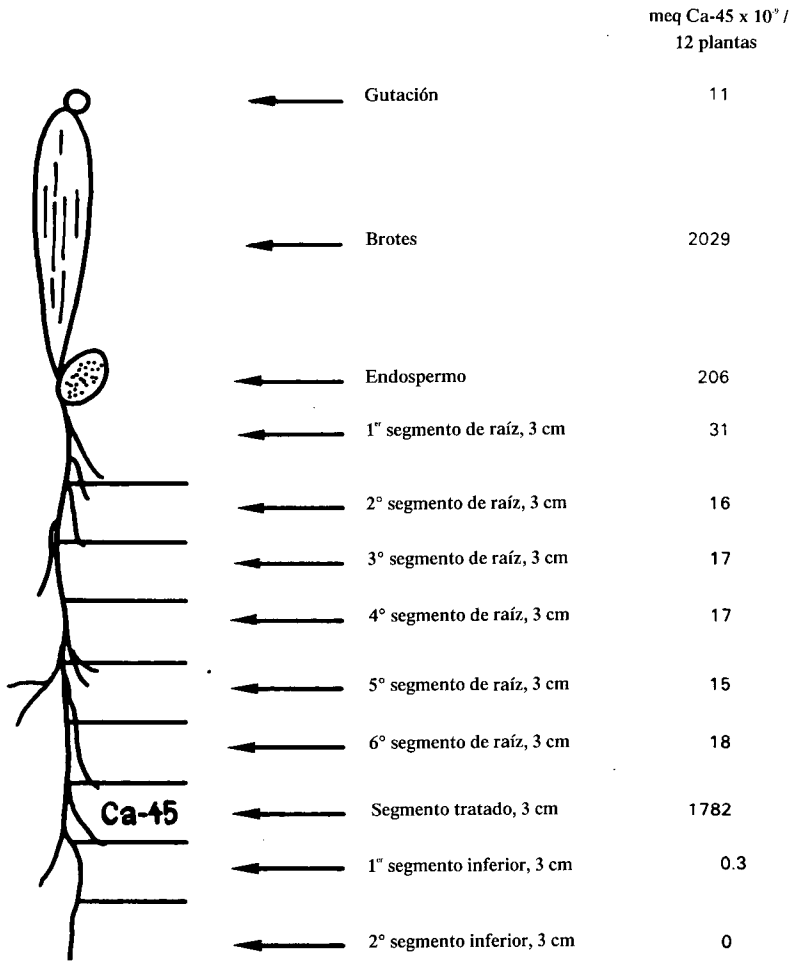 meq Ca-45 x 10⁻⁹ /
12 plantas
Gutación 11
Brotes 2029
Endospermo 206
1ᵉʳ segmento de raíz, 3 cm 31
2° segmento de raíz, 3 cm 16
3° segmento de raíz, 3 cm 17
4° segmento de raíz, 3 cm 17
5° segmento de raíz, 3 cm 15
6° segmento de raíz, 3 cm 18
Ca-45 Segmento tratado, 3 cm 1782
1ᵉʳ segmento inferior, 3 cm 0.3
2° segmento inferior, 3 cm 0